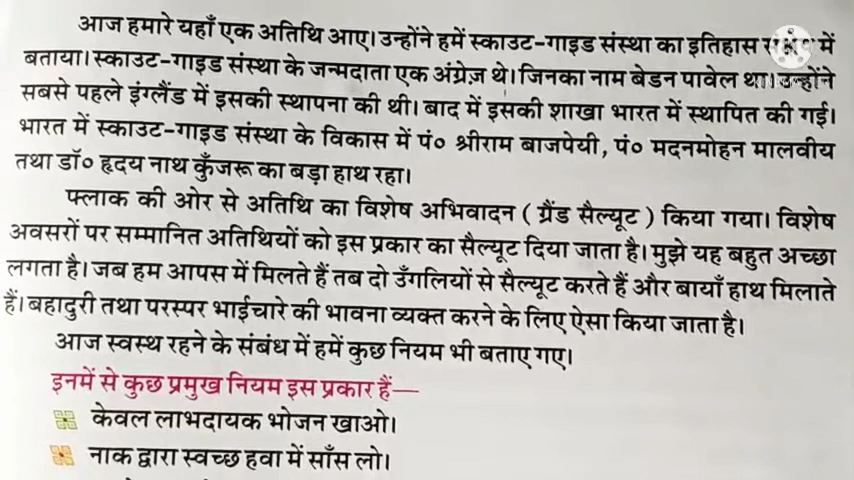 आज हमारे यहाँ एक अतिथि आए। उन्होंने हमें स्काउट-गाइड संस्था का इतिहास में
बताया। स्काउट-गाइड संस्था के जन्मदाता एक अंग्रेज़ थे। जिनका नाम बेडन पावेल था।
सबसे पहले इंग्लैंड में इसकी स्थापना की थी। बाद में इसकी शाखा भारत में स्थापित की गई।
भारत में स्काउट-गाइड संस्था के विकास में पं० श्रीराम बाजपेयी, पं० मदनमोहन मालवीय
तथा डॉ० हृदय नाथ कुँजरू का बड़ा हाथ रहा।
फ्लाक की ओर से अतिथि का विशेष अभिवादन ( ग्रैंड सैल्यूट ) किया गया। विशेष
अवसरों पर सम्मानित अतिथियों को इस प्रकार का सैल्यूट दिया जाता है। मुझे यह बहुत अच्छा
लगता है। जब हम आपस में मिलते हैं तब दो उँगलियों से सैल्यूट करते हैं और बायाँ हाथ मिलाते
हैं। बहादुरी तथा परस्पर भाईचारे की भावना व्यक्त करने के लिए ऐसा किया जाता है।
आज स्वस्थ रहने के संबंध में हमें कुछ नियम भी बताए गए।
इनमें से कुछ प्रमुख नियम इस प्रकार हैं—
केवल लाभदायक भोजन खाओ।
नाक द्वारा स्वच्छ हवा में साँस लो।